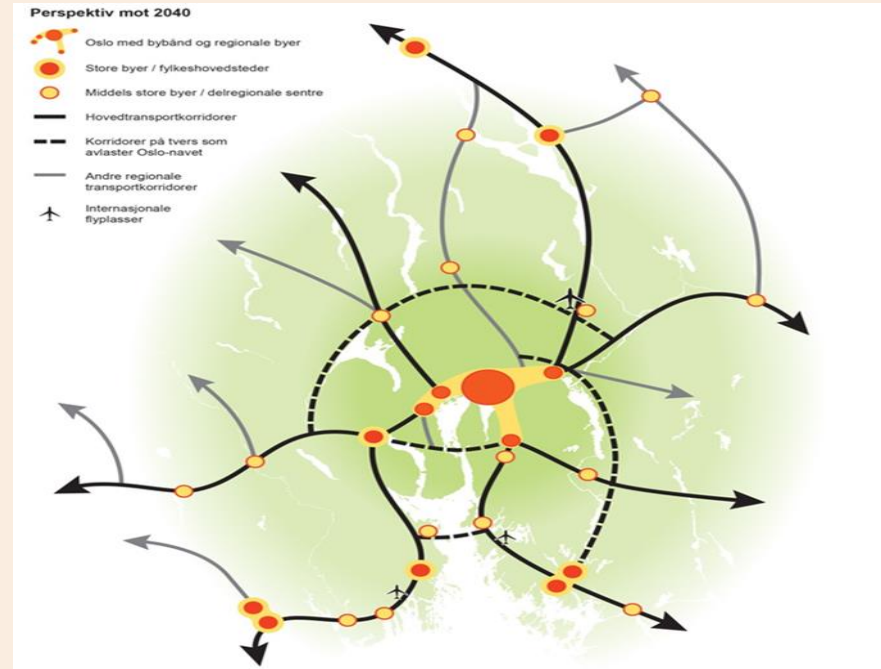 Perspektiv mot 2040
Oslo med bybånd og regionale byer
Store byer / fylkeshovedsteder
Middels store byer / delregionale sentre
Hovedtransportkorridorer
Korridorer på tvers som
avlaster Oslo-navet
Andre regionale
transportkorridorer
Internasjonale
flyplasser